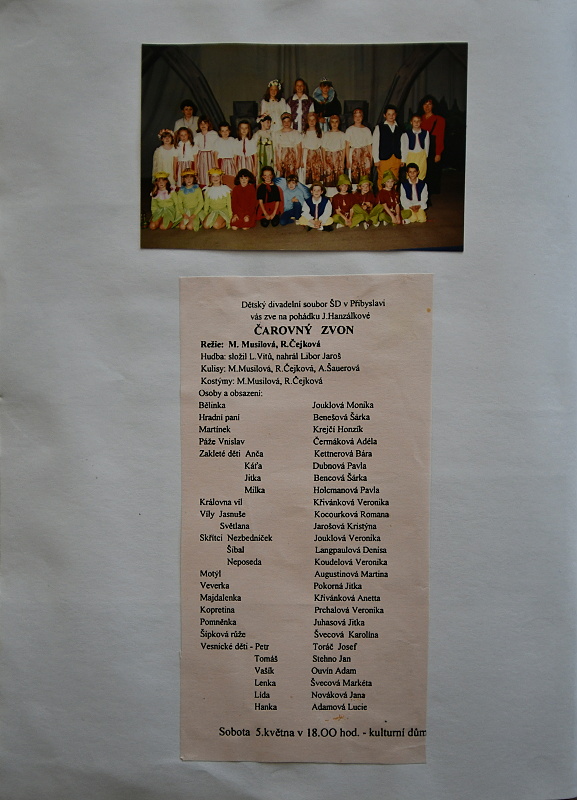 Dětský divadelní soubor ŠD v Přibyslavi
vás zve na pohádku J.Hanzálkové
ČAROVNÝ ZVON
Režie: M. Musilová, R.Čejková
Hudba: složil L.Vitů, nahrál Libor Jaroš
Kulisy: M.Musilová, R.Čejková, A.Šauerová
Kostýmy: M.Musilová, R.Čejková
Osoby a obsazení:
Bělinka Jouklová Monika
Hradní paní Benešová Šárka
Martínek Krejčí Honzík
Páže Vnislav Čermáková Adéla
Zakleté děti Anča Kettnerová Bára
Káťa Dubnová Pavla
Jitka Bencová Šárka
Milka Holcmanová Pavla
Královna víl Křivánková Veronika
Víly Jasnuše Kocourková Romana
Světlana Jarošová Kristýna
Skřítci Nezbedníček Jouklová Veronika
Šibal Langpaulová Denisa
Neposeda Koudelová Veronika
Motýl Augustinová Martina
Veverka Pokorná Jitka
Majdalenka Křivánková Anetta
Kopretina Prchalová Veronika
Pomněnka Juhasová Jitka
Šípková růže Švecová Karolína
Vesnické děti - Petr Toráč Josef
Tomáš Stehno Jan
Vašík Ouvín Adam
Lenka Švecová Markéta
Lída Nováková Jana
Hanka Adamová Lucie
Sobota 5.května v 18.OO hod. - kulturní dům